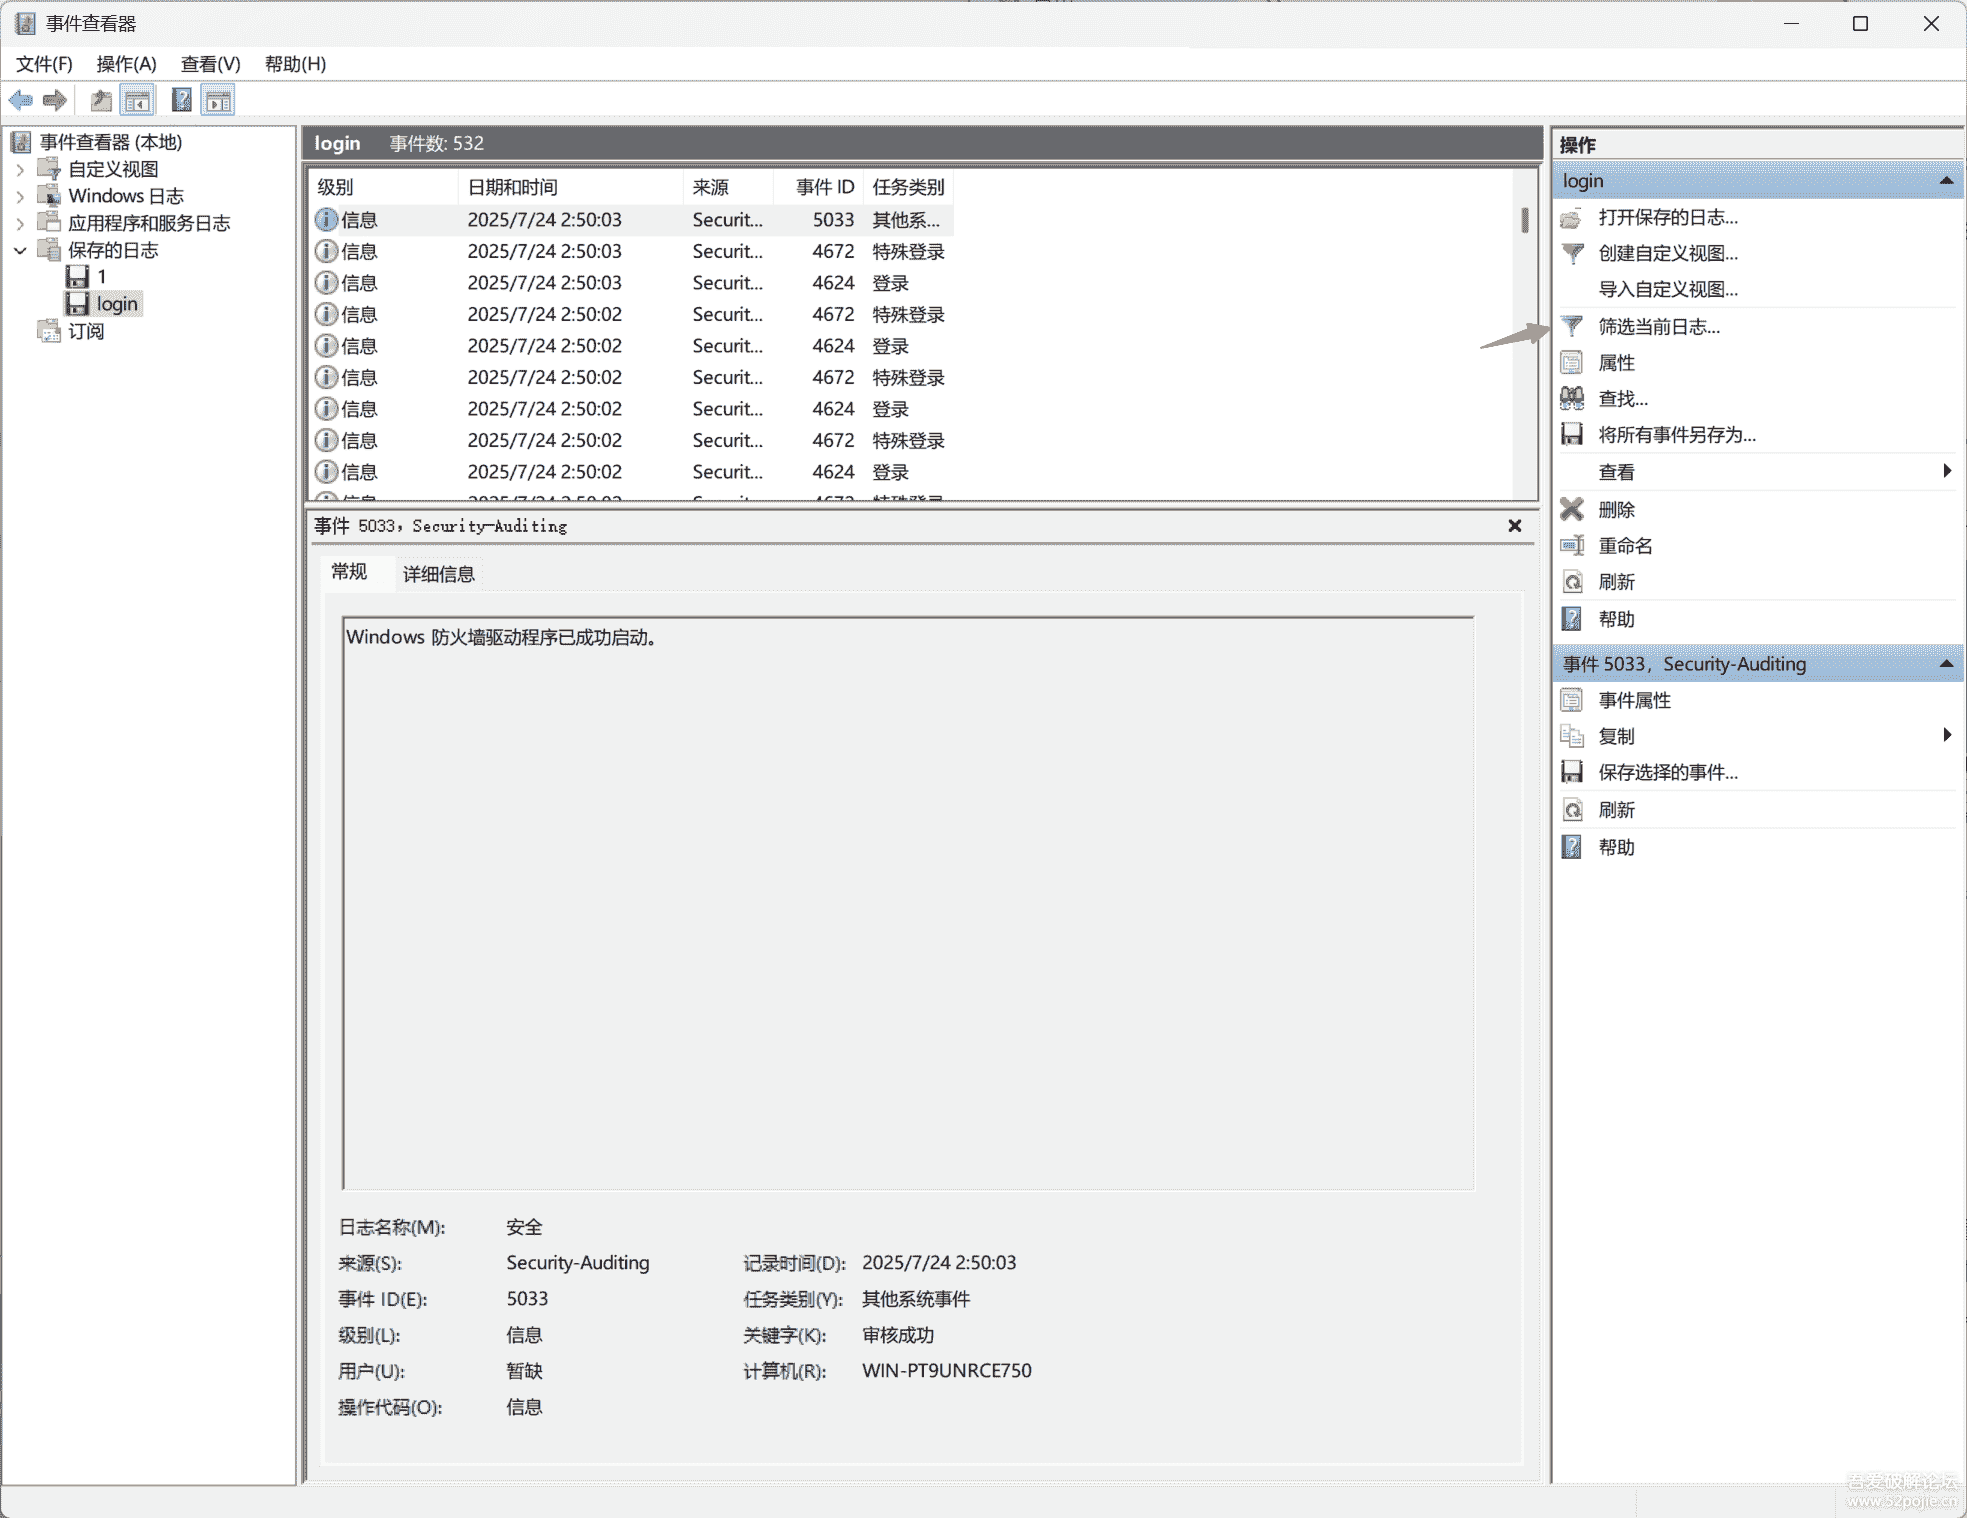 事件查看器
文件(F) 操作(A) 查看(V) 帮助(H)
事件查看器 (本地)
自定义视图
Windows 日志
应用程序和服务日志
保存的日志
1
login
订阅
login 事件数: 532
级别 日期和时间 来源 事件 ID 任务类别
信息 2025/7/24 2:50:03 Securit... 5033 其他系...
信息 2025/7/24 2:50:03 Securit... 4672 特殊登录
信息 2025/7/24 2:50:03 Securit... 4624 登录
信息 2025/7/24 2:50:02 Securit... 4672 特殊登录
信息 2025/7/24 2:50:02 Securit... 4624 登录
信息 2025/7/24 2:50:02 Securit... 4672 特殊登录
信息 2025/7/24 2:50:02 Securit... 4624 登录
信息 2025/7/24 2:50:02 Securit... 4672 特殊登录
信息 2025/7/24 2:50:02 Securit... 4624 登录
事件 5033，Security-Auditing
常规 详细信息
Windows 防火墙驱动程序已成功启动。
日志名称(M): 安全
来源(S): Security-Auditing 记录时间(D): 2025/7/24 2:50:03
事件 ID(E): 5033 任务类别(Y): 其他系统事件
级别(L): 信息 关键字(K): 审核成功
用户(U): 暂缺 计算机(R): WIN-PT9UNRCE750
操作代码(O): 信息
操作
login
打开保存的日志...
创建自定义视图...
导入自定义视图...
筛选当前日志...
属性
查找...
将所有事件另存为...
查看
删除
重命名
刷新
帮助
事件 5033，Security-Auditing
事件属性
复制
保存选择的事件...
刷新
帮助
吾爱破解论坛
www.52pojie.cn